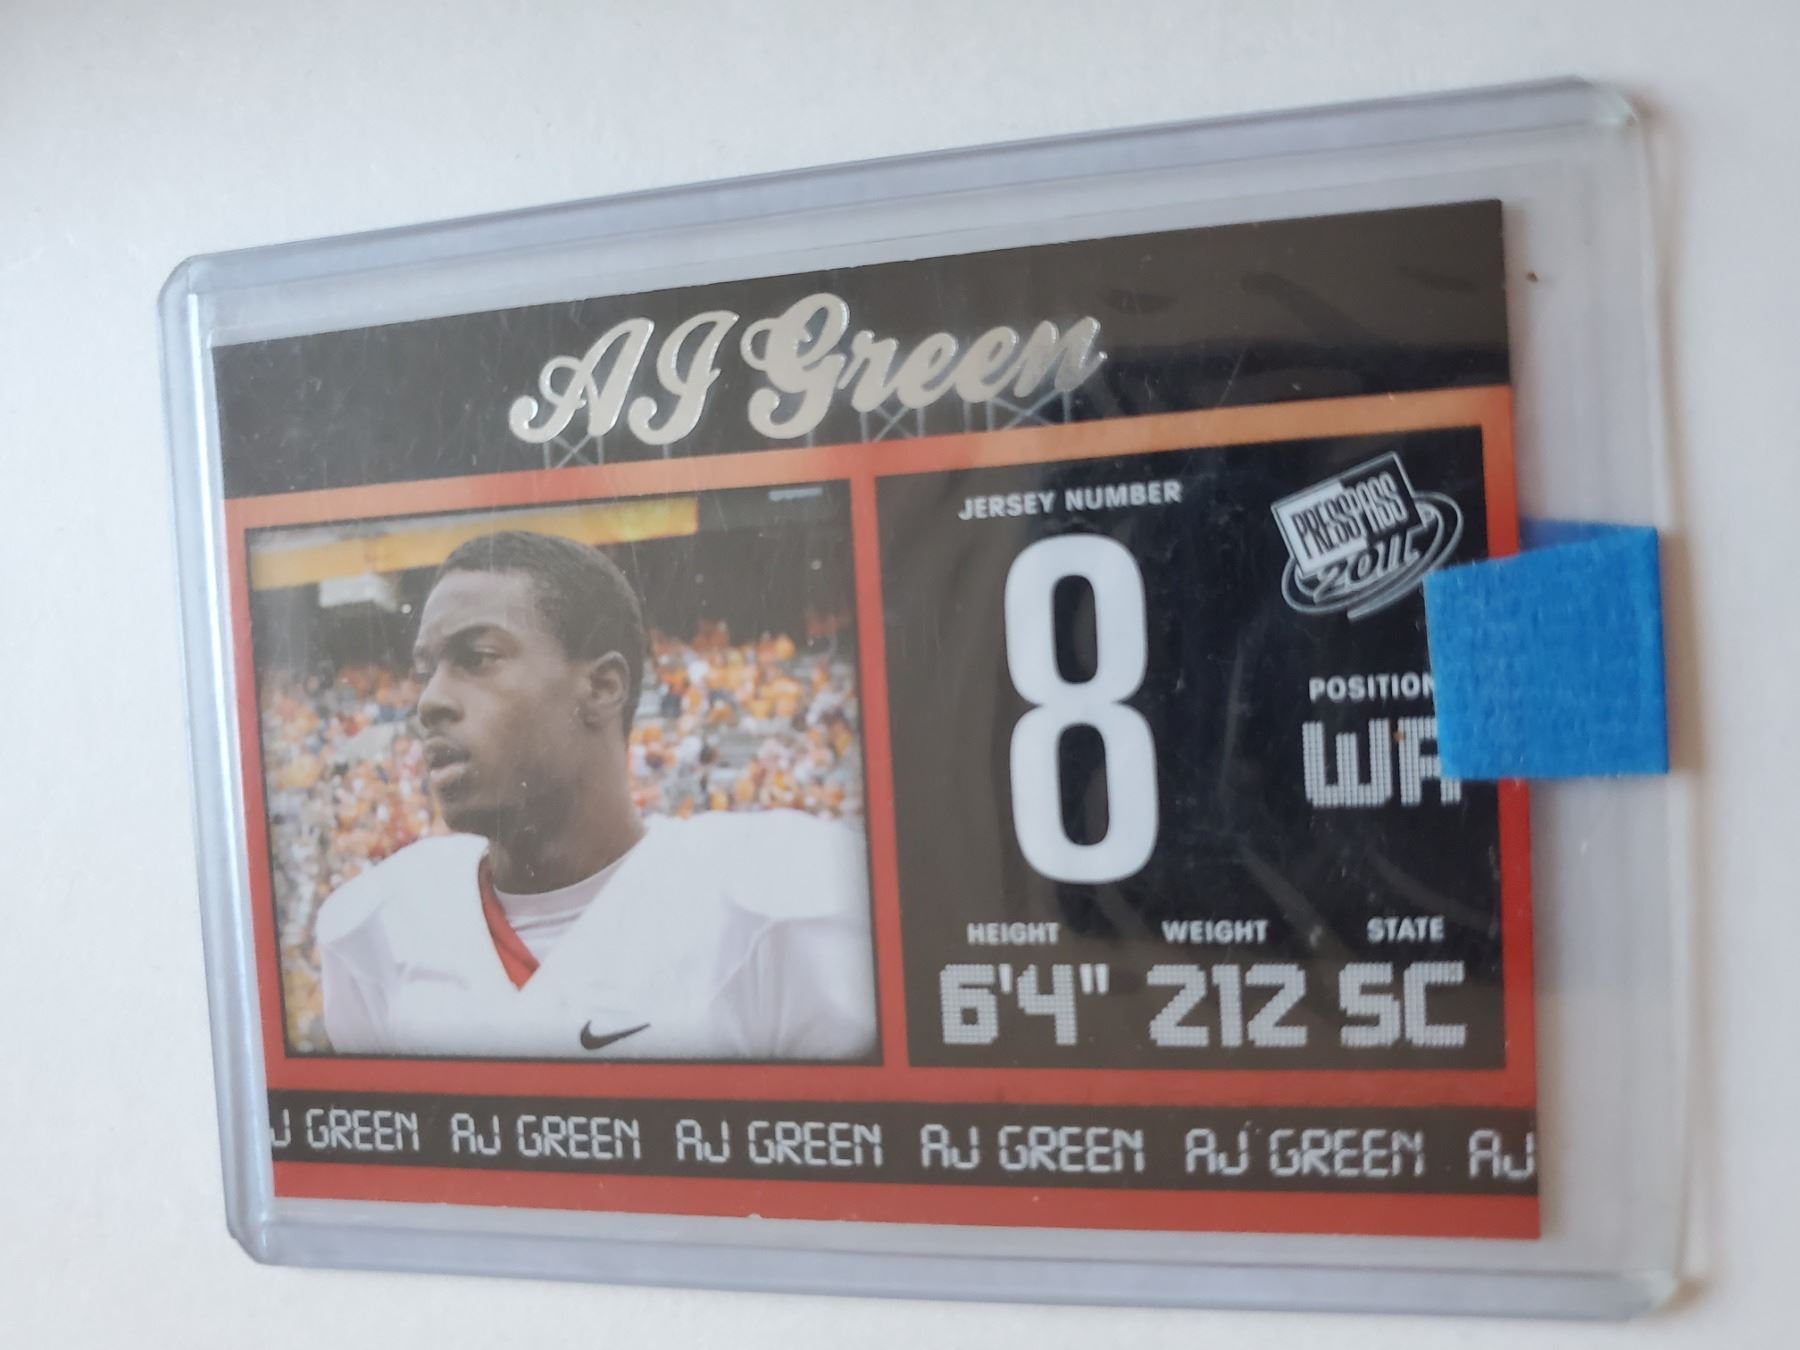 AJ Green
JERSEY NUMBER
8
PRESS PASS
2011
POSITION
WR
HEIGHT WEIGHT STATE
6'4" 212 SC
J GREEN AJ GREEN AJ GREEN AJ GREEN AJ GREEN AJ